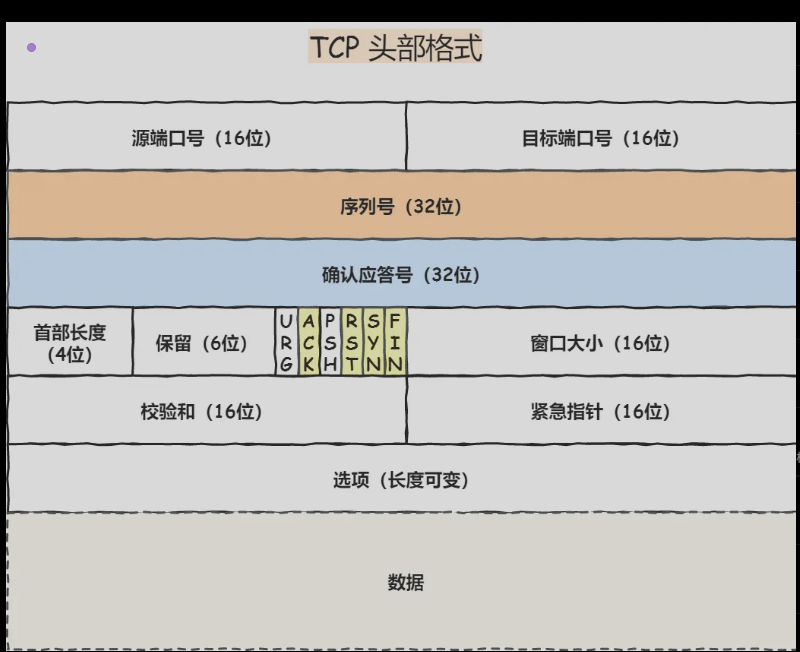 TCP 头部格式
源端口号（16位）
目标端口号（16位）
序列号（32位）
确认应答号（32位）
首部长度
（4位）
保留（6位）
URG
ACK
PSH
RST
SYN
FIN
窗口大小（16位）
校验和（16位）
紧急指针（16位）
选项（长度可变）
数据